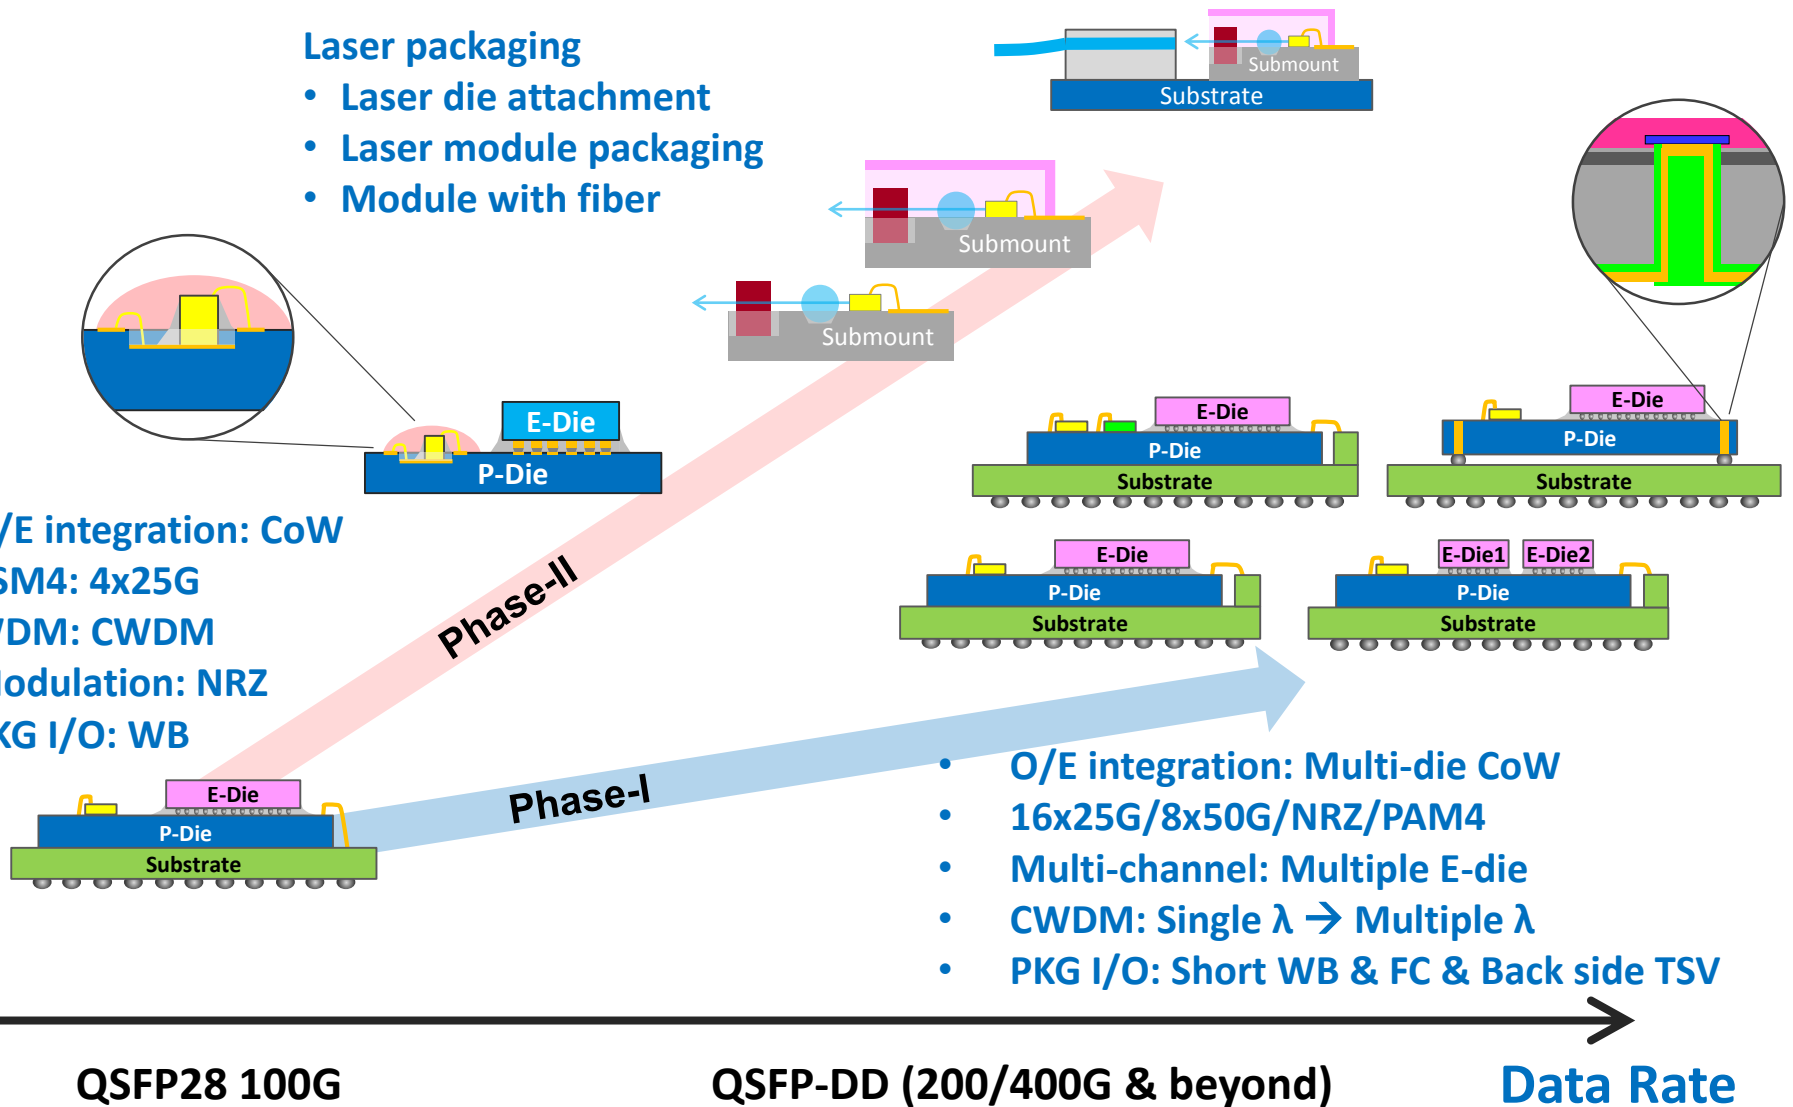 Laser packaging
• Laser die attachment
• Laser module packaging
• Module with fiber
Submount
Substrate
Submount
Submount
E-Die
P-Die
/E integration: CoW
SM4: 4x25G
DM: CWDM
odulation: NRZ
KG I/O: WB
Phase-II
E-Die
P-Die
Substrate
E-Die
P-Die
Substrate
E-Die
P-Die
Substrate
E-Die1 E-Die2
P-Die
Substrate
E-Die
P-Die
Substrate
Phase-I
• O/E integration: Multi-die CoW
• 16x25G/8x50G/NRZ/PAM4
• Multi-channel: Multiple E-die
• CWDM: Single λ → Multiple λ
• PKG I/O: Short WB & FC & Back side TSV
QSFP28 100G
QSFP-DD (200/400G & beyond)
Data Rate